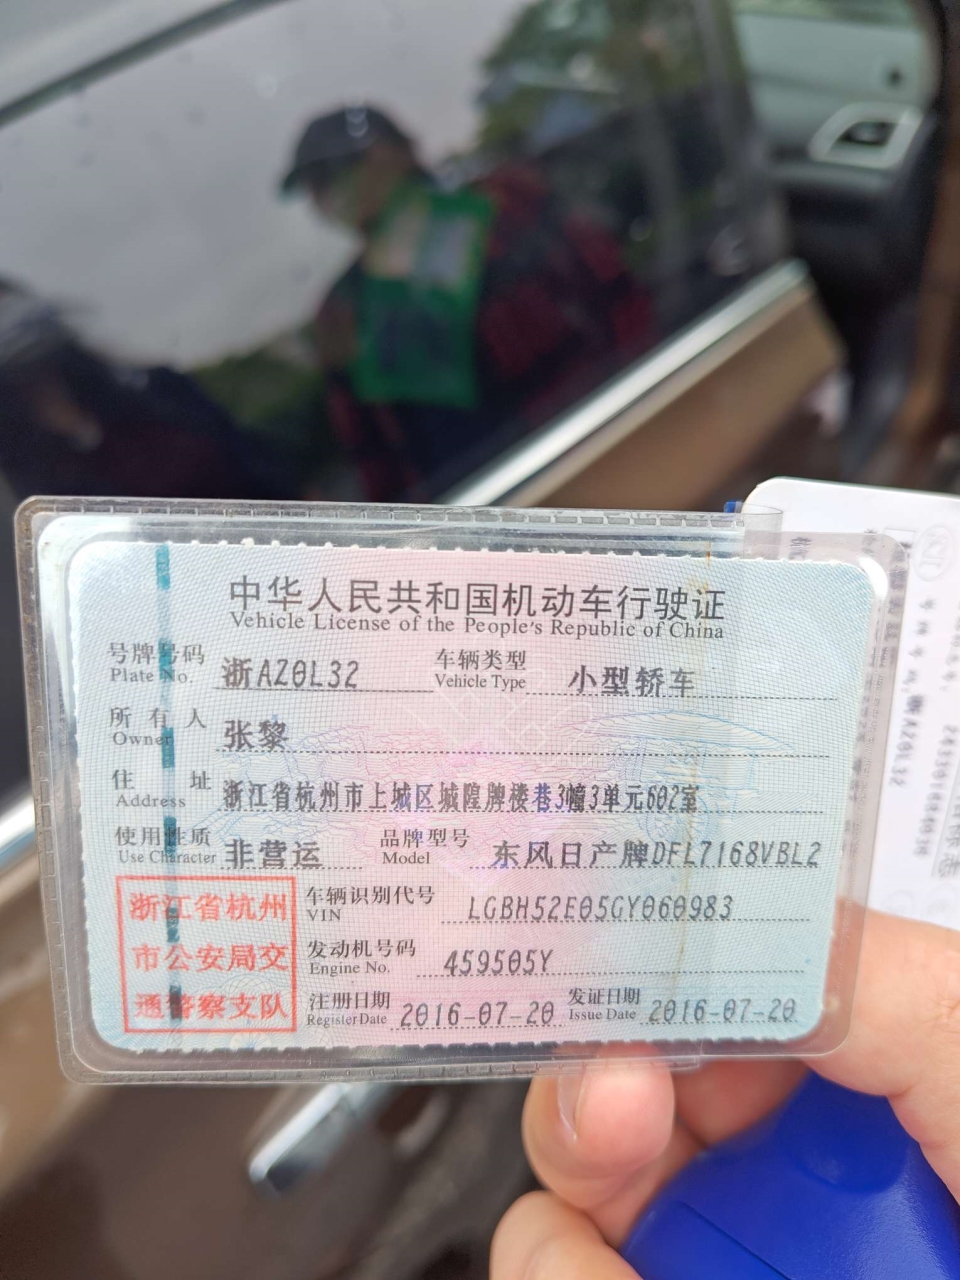 中华人民共和国机动车行驶证
Vehicle License of the People's Republic of China
号牌号码 浙AZ0L32 车辆类型 小型轿车
Plate No. Vehicle Type
所有人 张黎
Owner
住址 浙江省杭州市上城区城隍牌楼巷3幢3单元602室
Address
使用性质 非营运 品牌型号 东风日产牌DFL7168VBL2
Use Character Model
浙江省杭州
市公安局交
通警察支队
车辆识别代号 LGBH52E05GY060983
VIN
发动机号码 459505Y
Engine No.
注册日期 2016-07-20 发证日期 2016-07-20
Register Date Issue Date